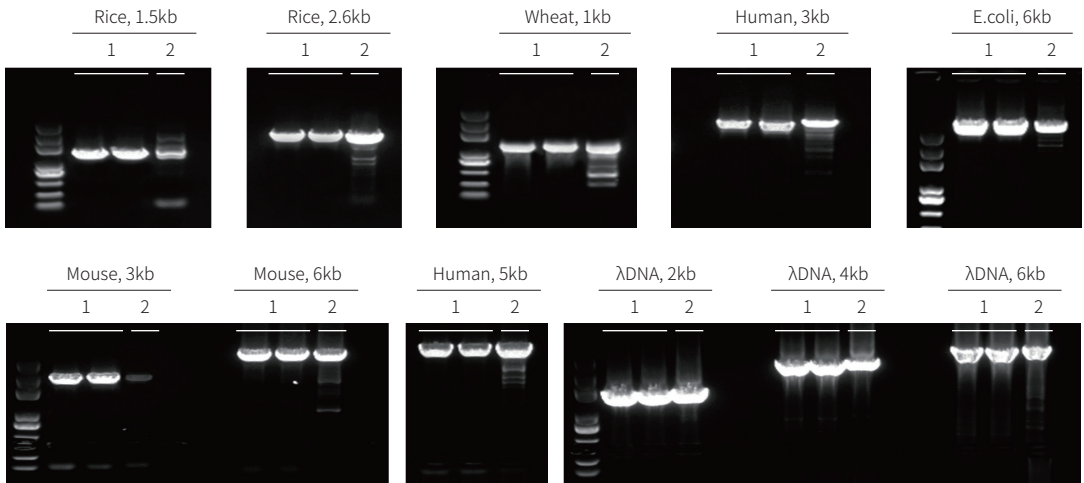 Rice, 1.5kb Rice, 2.6kb Wheat, 1kb Human, 3kb E.coli, 6kb
1 2 1 2 1 2 1 2 1 2
Mouse, 3kb Mouse, 6kb Human, 5kb λDNA, 2kb λDNA, 4kb λDNA, 6kb
1 2 1 2 1 2 1 2 1 2 1 2